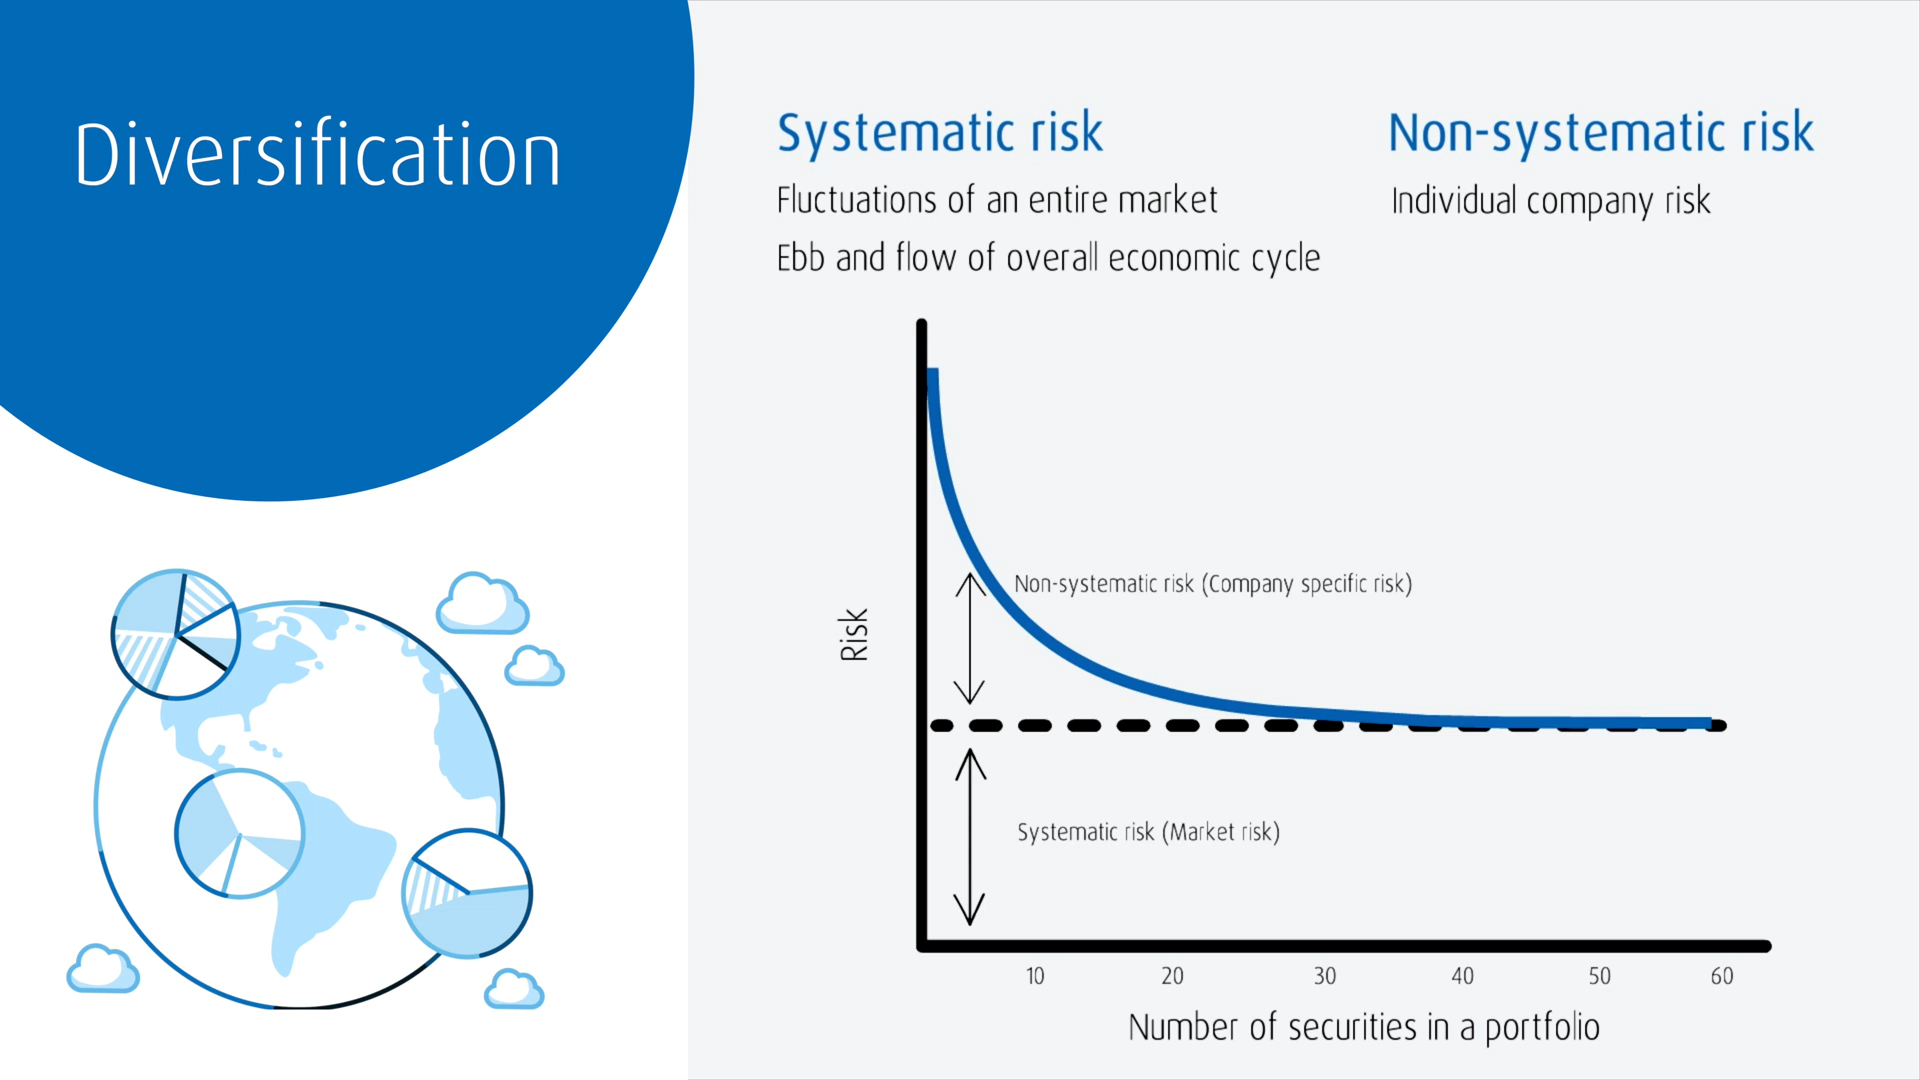 Diversification
Systematic risk
Fluctuations of an entire market
Ebb and flow of overall economic cycle
Non-systematic risk
Individual company risk
Risk
Non-systematic risk (Company specific risk)
Systematic risk (Market risk)
10 20 30 40 50 60
Number of securities in a portfolio